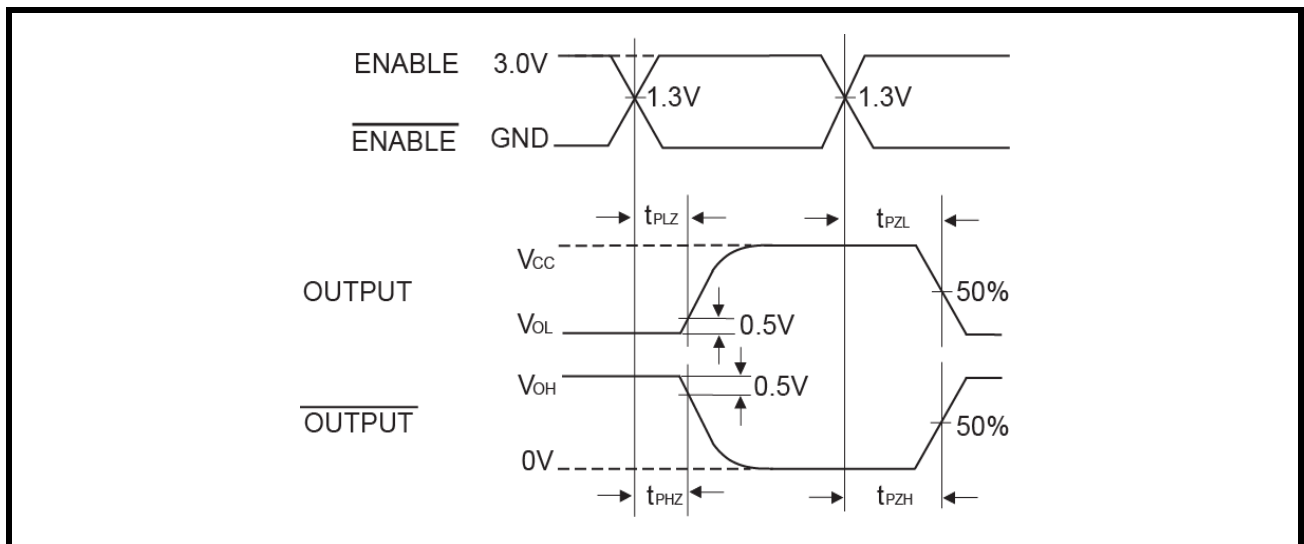 ENABLE 3.0V
1.3V 1.3V
ENABLE GND
tPLZ tPZL
VCC
OUTPUT 50%
VOL 0.5V
VOH 0.5V
OUTPUT 50%
0V
tPHZ tPZH